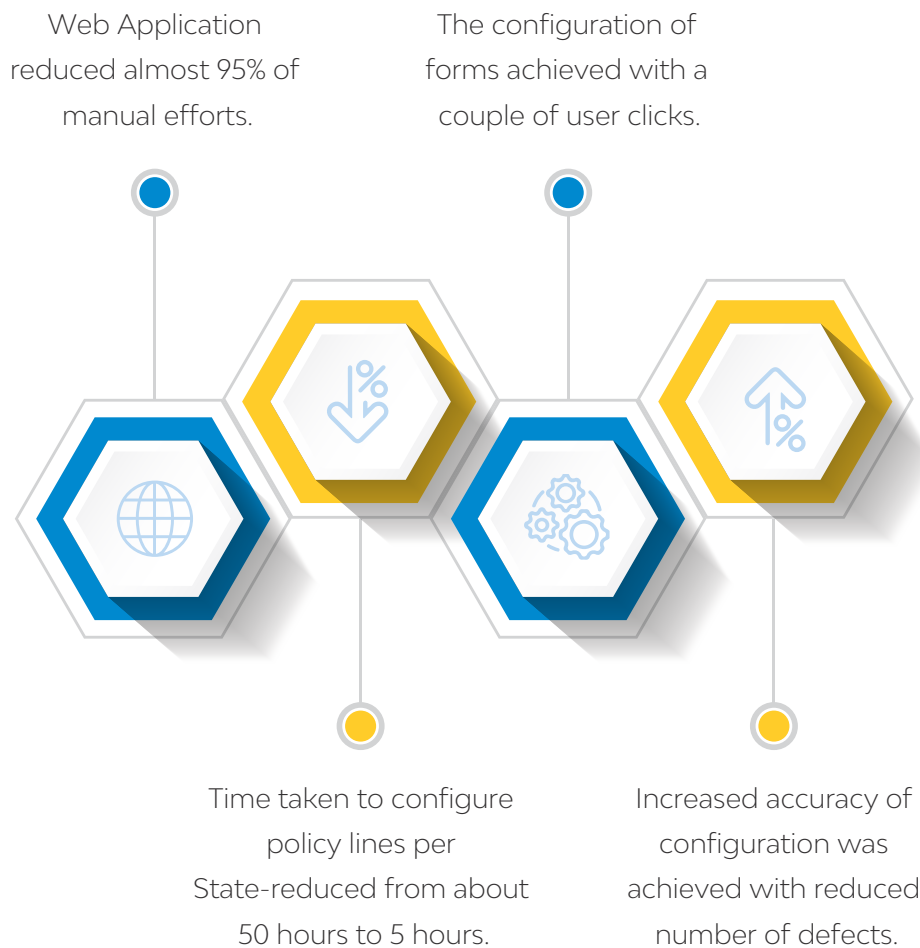 Web Application
reduced almost 95% of
manual efforts.
The configuration of
forms achieved with a
couple of user clicks.
%
%
Time taken to configure
policy lines per
State-reduced from about
50 hours to 5 hours.
Increased accuracy of
configuration was
achieved with reduced
number of defects.